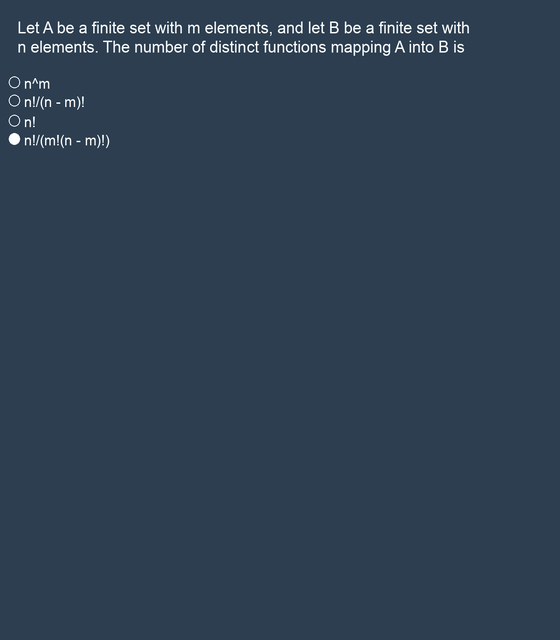 Let A be a finite set with m elements, and let B be a finite set with
n elements. The number of distinct functions mapping A into B is
n^m
n!/(n - m)!
n!
n!/(m!(n - m)!)